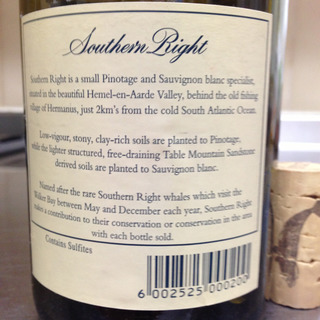 Southern Right
Southern Right is a small Pinotage and Sauvignon blanc specialist,
situated in the beautiful Hemel-en-Aarde Valley, behind the old fishing
village of Hermanus, just 2km's from the cold South Atlantic Ocean.
Low-vigour, stony, clay-rich soils are planted to Pinotage,
while the lighter structured, free-draining Table Mountain Sandstone
derived soils are planted to Sauvignon blanc.
Named after the rare Southern Right whales which visit the
Walker Bay between May and December each year, Southern Right
makes a contribution to their conservation or conservation in the area
with each bottle sold.
Contains Sulfites
6 002525 000200